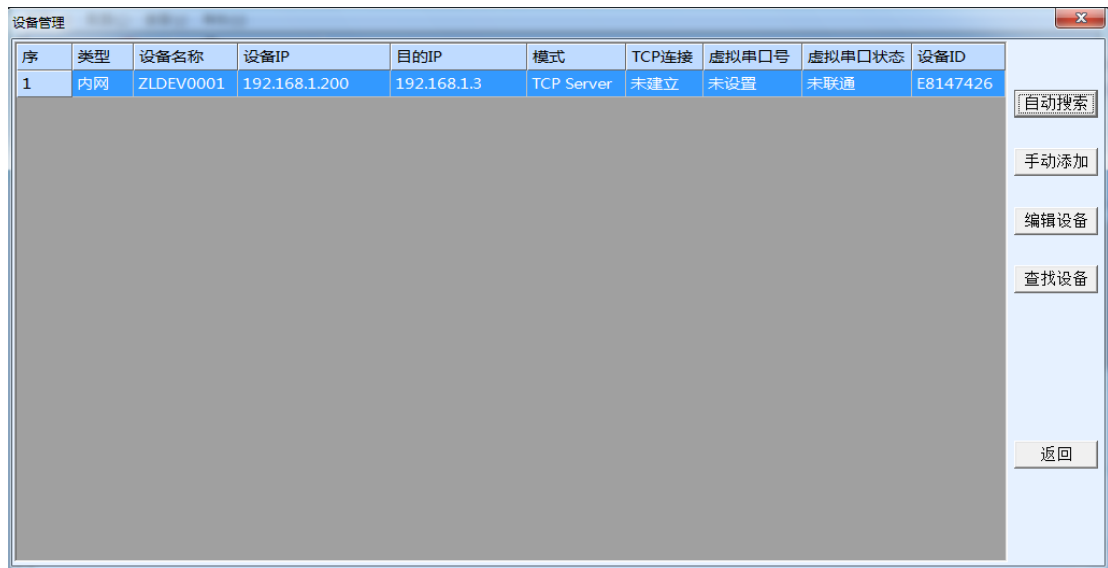 设备管理
序 类型 设备名称 设备IP 目的IP 模式 TCP连接 虚拟串口号 虚拟串口状态 设备ID
1 内网 ZLDEV0001 192.168.1.200 192.168.1.3 TCP Server 未建立 未设置 未联通 E8147426
自动搜索
手动添加
编辑设备
查找设备
返回